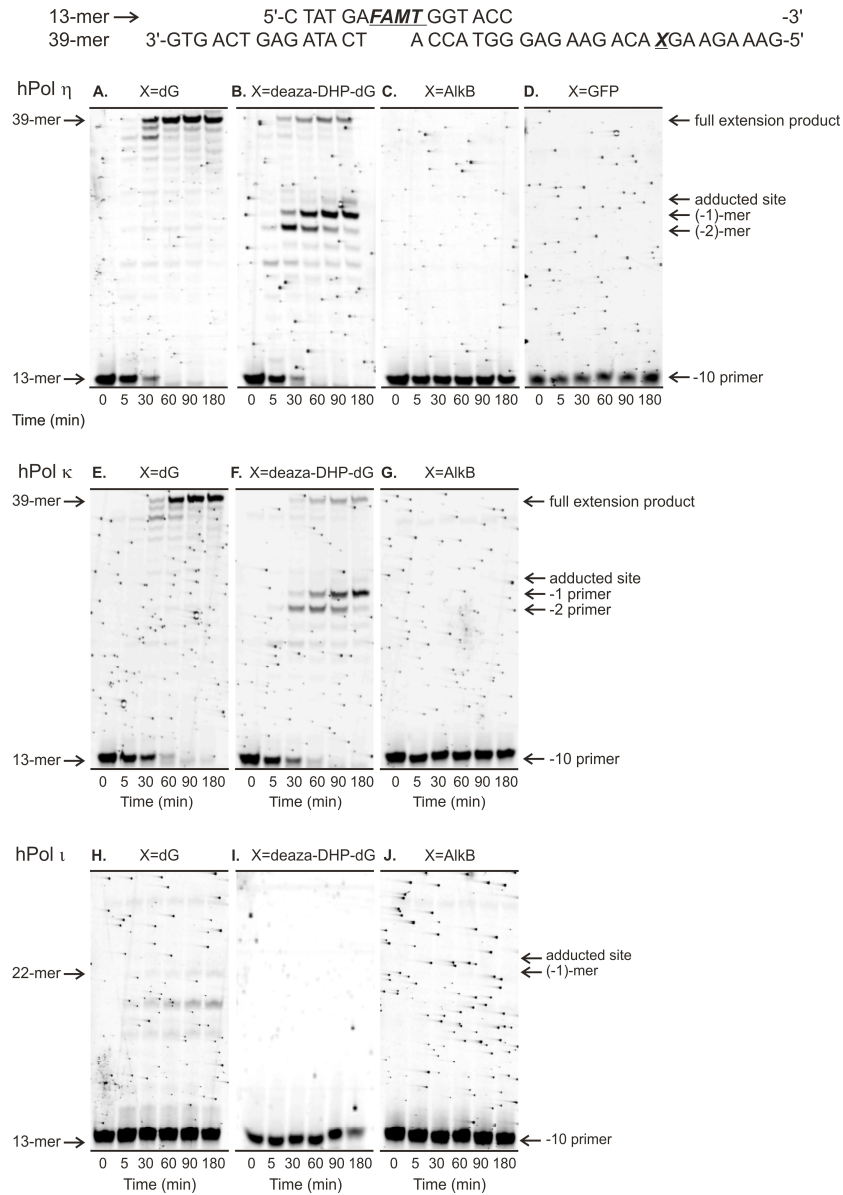 13-mer → 5'-C TAT GAFAMT GGT ACC -3'
39-mer 3'-GTG ACT GAG ATA CT A CCA TGG GAG AAG ACA XGA AGA AAG-5'
hPol η A. X=dG B. X=deaza-DHP-dG C. X=AlkB D. X=GFP
39-mer → ← full extension product
← adducted site
← (-1)-mer
← (-2)-mer
13-mer → ← -10 primer
0 5 30 60 90 180 0 5 30 60 90 180 0 5 30 60 90 180 0 5 30 60 90 180
Time (min)
hPol κ E. X=dG F. X=deaza-DHP-dG G. X=AlkB
39-mer → ← full extension product
← adducted site
← -1 primer
← -2 primer
13-mer → ← -10 primer
0 5 30 60 90 180 0 5 30 60 90 180 0 5 30 60 90 180
Time (min) Time (min) Time (min)
hPol ι H. X=dG I. X=deaza-DHP-dG J. X=AlkB
← adducted site
22-mer → ← (-1)-mer
13-mer → ← -10 primer
0 5 30 60 90 180 0 5 30 60 90 180 0 5 30 60 90 180
Time (min) Time (min) Time (min)